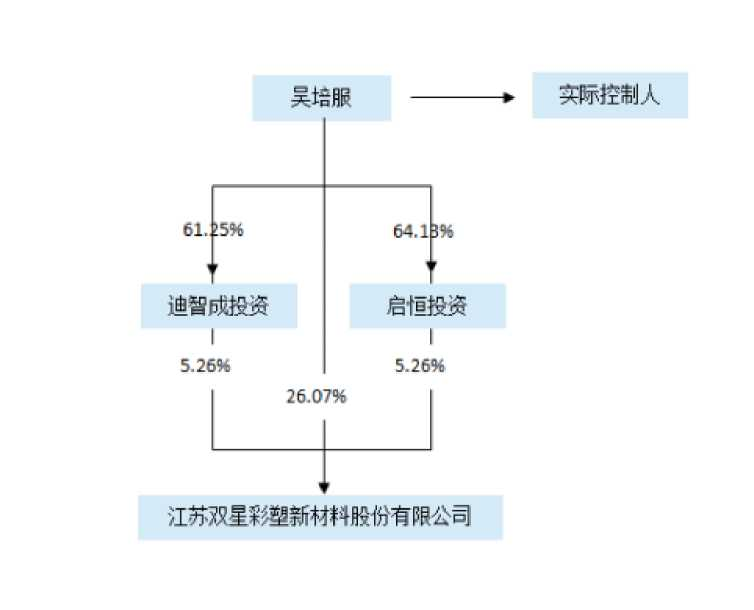 吴培服
实际控制人
61.25%
64.13%
迪智成投资
启恒投资
5.26%
5.26%
26.07%
江苏双星彩塑新材料股份有限公司